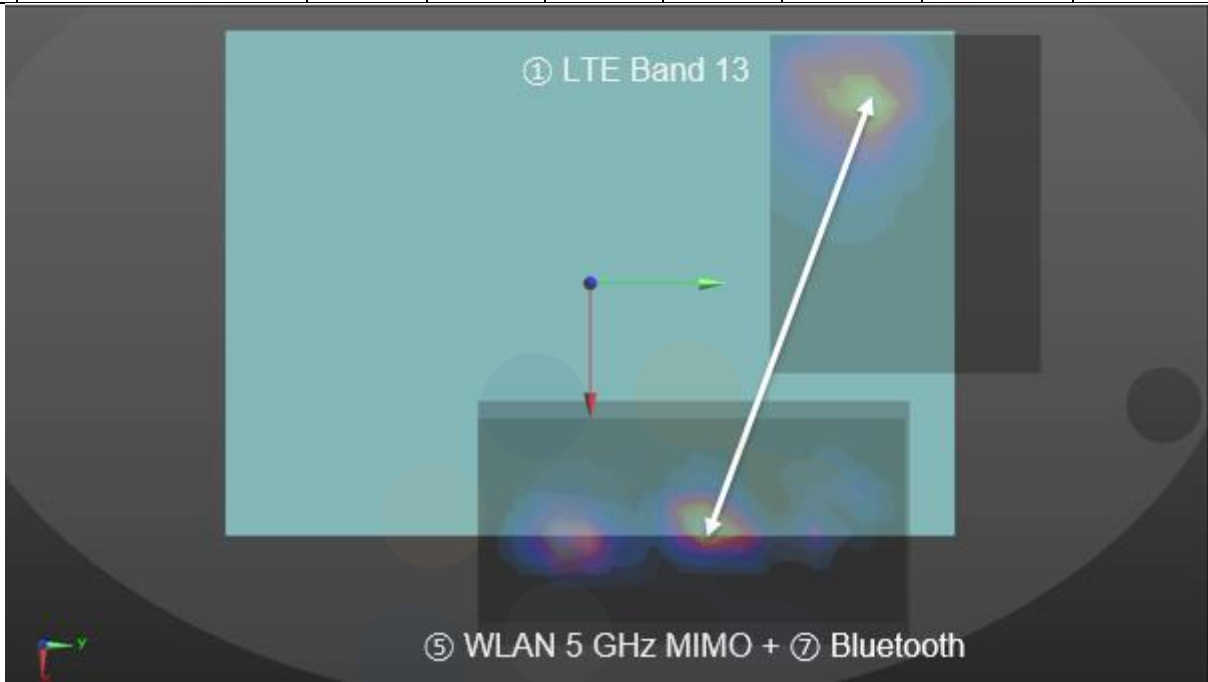 ① LTE Band 13
⑤ WLAN 5 GHz MIMO + ⑦ Bluetooth
y